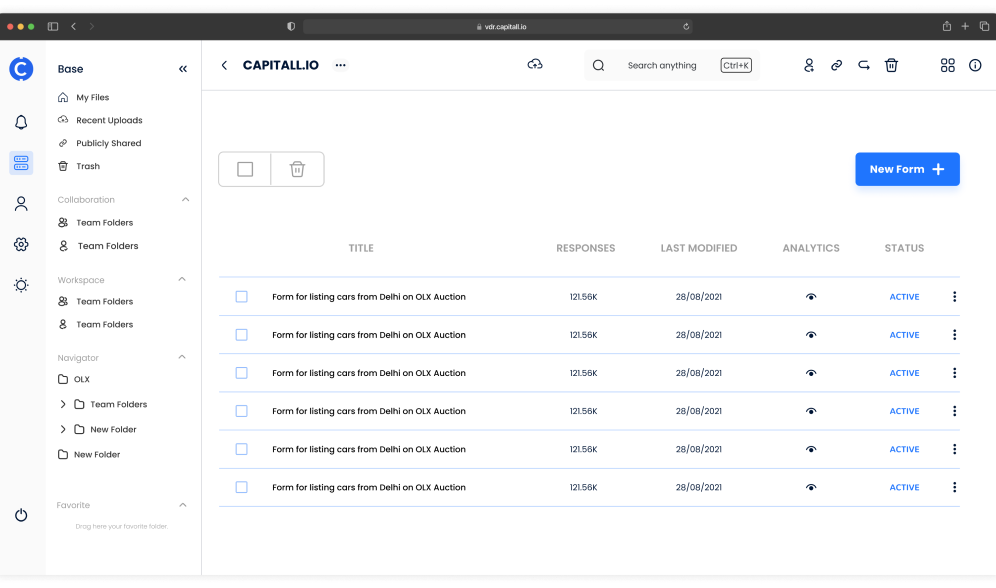 vdr.capitall.io
Base
CAPITALL.IO
Search anything
Ctrl+K
My Files
Recent Uploads
Publicly Shared
Trash
Collaboration
Team Folders
Team Folders
Workspace
Team Folders
Team Folders
Navigator
OLX
Team Folders
New Folder
New Folder
Favorite
Drag here your favorite folder.
New Form
TITLE RESPONSES LAST MODIFIED ANALYTICS STATUS
Form for listing cars from Delhi on OLX Auction 121.56K 28/08/2021 ACTIVE
Form for listing cars from Delhi on OLX Auction 121.56K 28/08/2021 ACTIVE
Form for listing cars from Delhi on OLX Auction 121.56K 28/08/2021 ACTIVE
Form for listing cars from Delhi on OLX Auction 121.56K 28/08/2021 ACTIVE
Form for listing cars from Delhi on OLX Auction 121.56K 28/08/2021 ACTIVE
Form for listing cars from Delhi on OLX Auction 121.56K 28/08/2021 ACTIVE